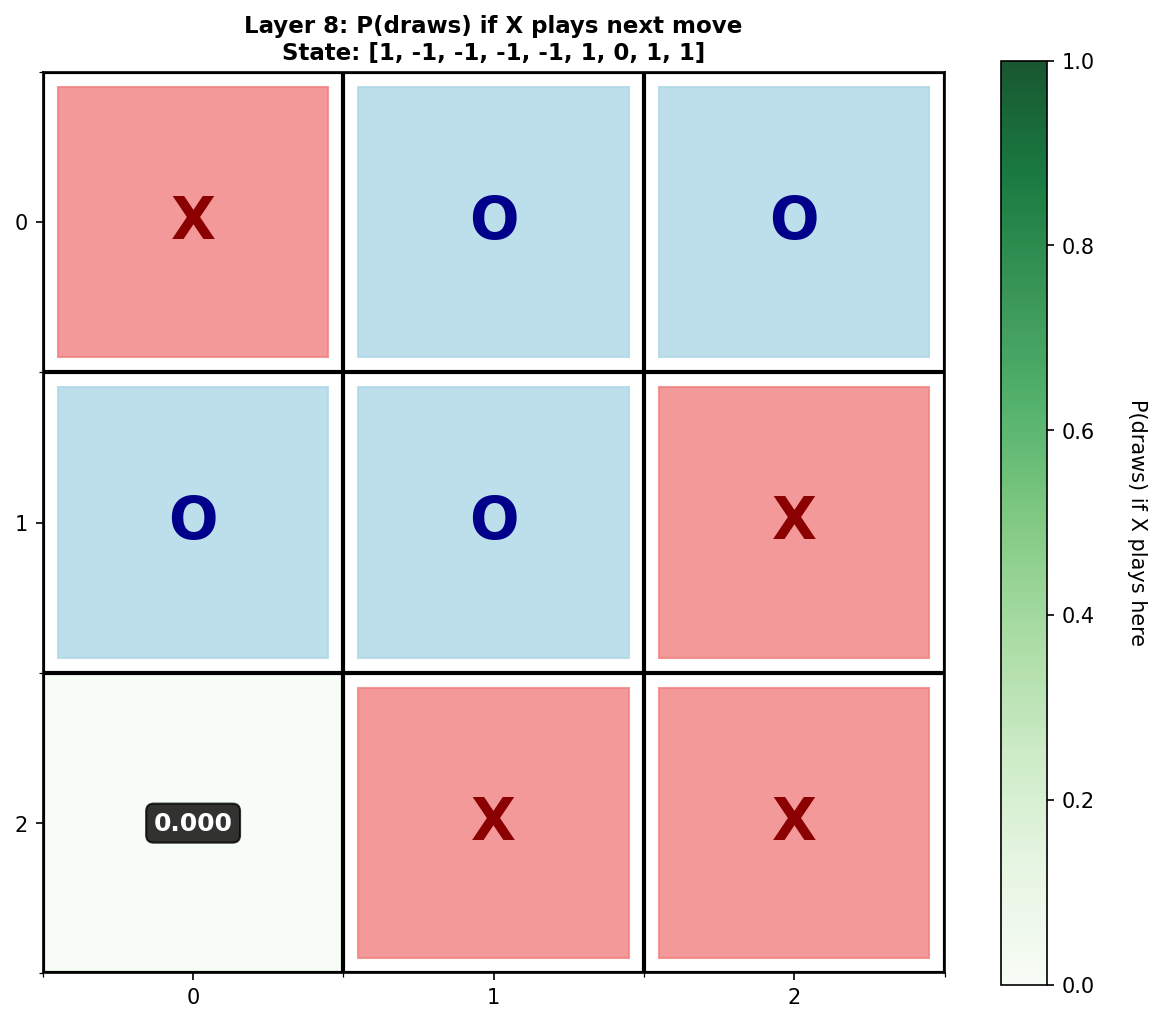 Layer 8: P(draws) if X plays next move
State: [1, -1, -1, -1, -1, 1, 0, 1, 1]
0 X O O
1 O O X
2 0.000 X X
0 1 2
1.0
0.8
0.6
0.4
0.2
0.0
P(draws) if X plays here